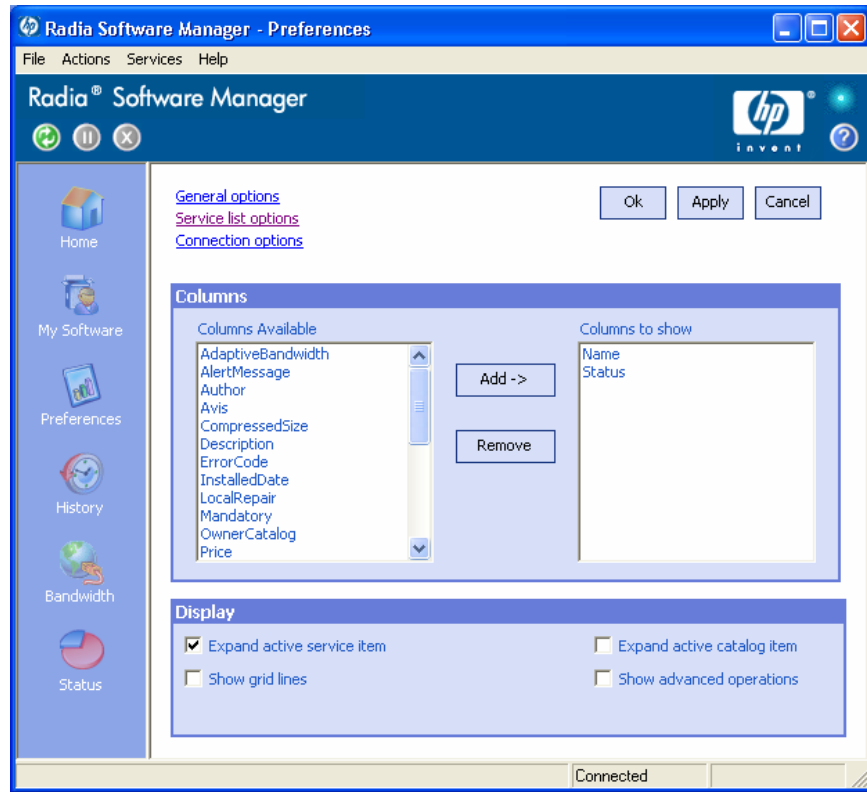 Radia Software Manager - Preferences
File Actions Services Help
Radia® Software Manager
hp
®
invent
?
Home
My Software
Preferences
History
Bandwidth
Status
General options
Service list options
Connection options
Ok Apply Cancel
Columns
Columns Available
AdaptiveBandwidth
AlertMessage
Author
Avis
CompressedSize
Description
ErrorCode
InstalledDate
LocalRepair
Mandatory
OwnerCatalog
Price
Add ->
Remove
Columns to show
Name
Status
Display
Expand active service item
Expand active catalog item
Show grid lines
Show advanced operations
Connected